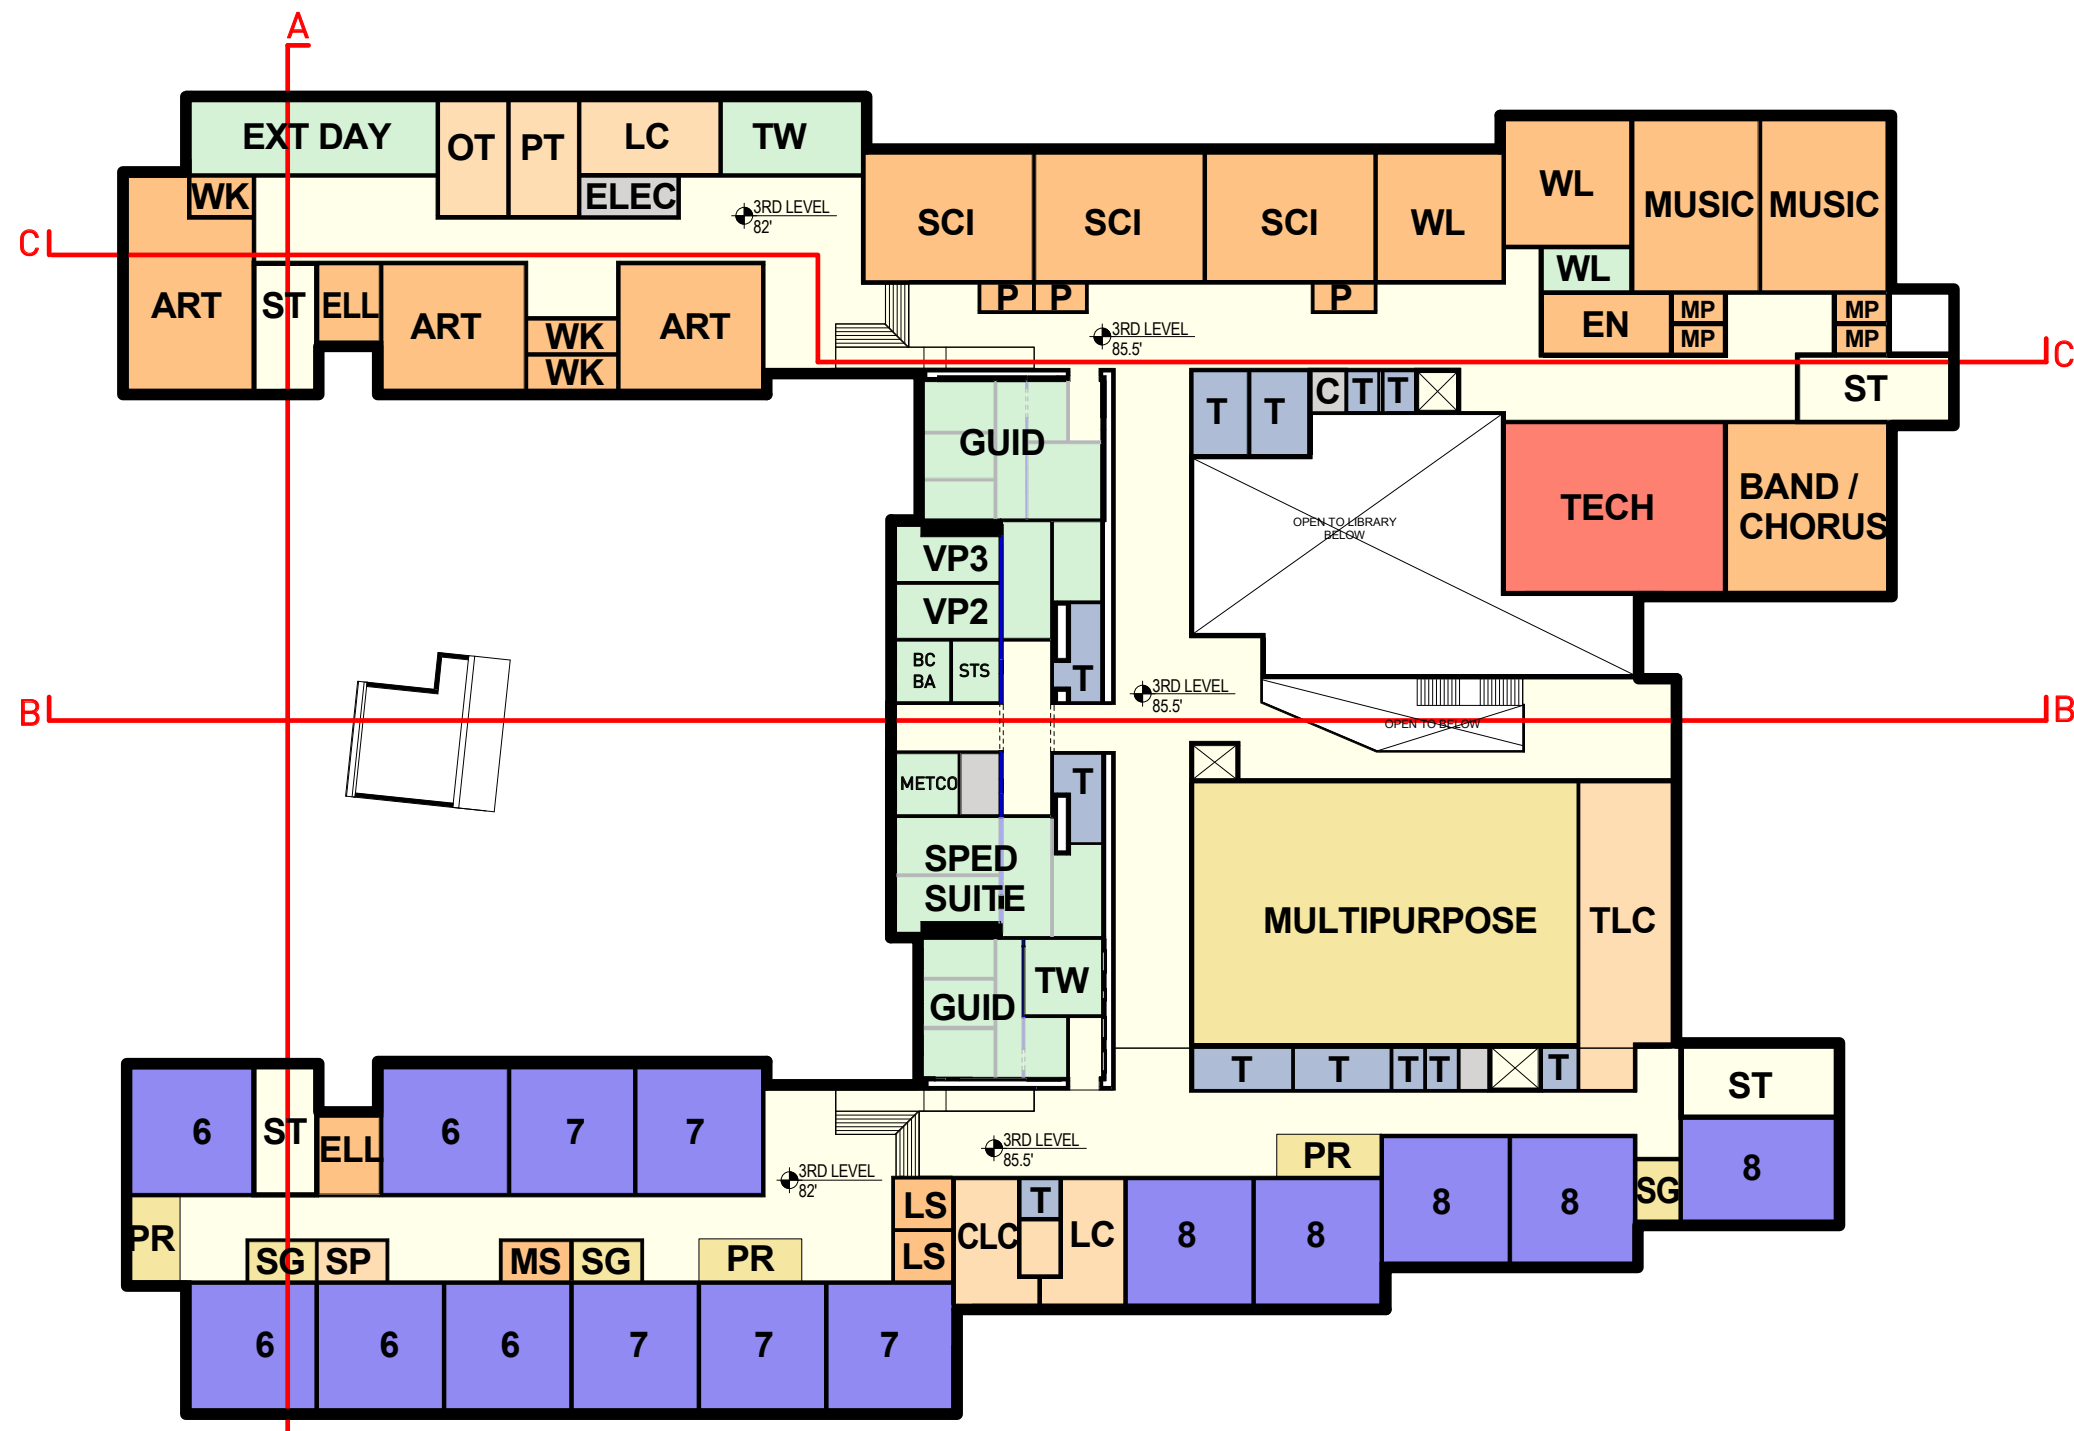 A
EXT DAY
OT
PT
LC
TW
WK
ELEC
3RD LEVEL
82'
SCI
SCI
SCI
WL
WL
MUSIC
MUSIC
WL
C
ART
ST
ELL
ART
WK
WK
ART
P
P
P
EN
MP
MP
MP
MP
3RD LEVEL
85.5'
C
ST
GUID
T
T
C
T
T
OPEN TO LIBRARY
BELOW
TECH
BAND /
CHORUS
VP3
VP2
BC
BA
STS
T
3RD LEVEL
85.5'
B
OPEN TO BELOW
B
METCO
T
SPED
SUITE
MULTIPURPOSE
TLC
GUID
TW
T
T
T
T
T
ST
6
ST
ELL
6
7
7
3RD LEVEL
85.5'
3RD LEVEL
82'
PR
8
8
SG
8
PR
SG
SP
MS
SG
PR
LS
LS
CLC
T
LC
8
8
6
6
6
7
7
7